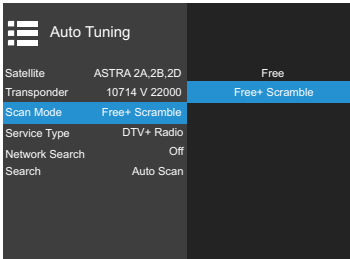 Auto Tuning
Satellite ASTRA 2A,2B,2D
Transponder 10714 V 22000
Scan Mode Free+ Scramble
Service Type DTV+ Radio
Network Search Off
Search Auto Scan
Free
Free+ Scramble